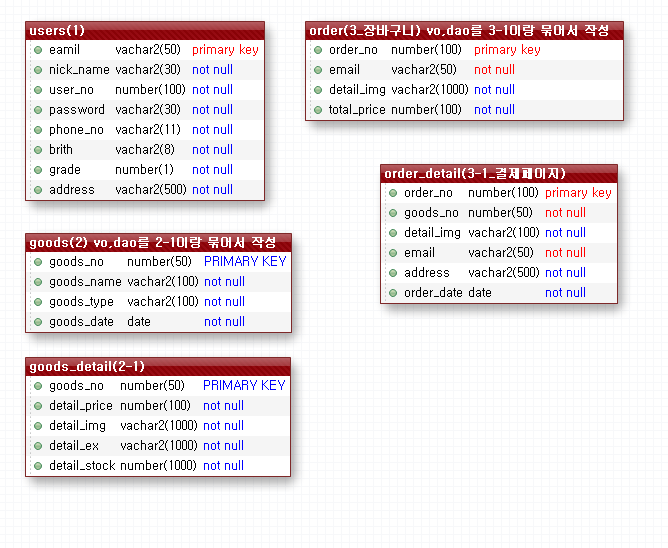 users(1)
eamil vachar2(50) primary key
nick_name vachar2(30) not null
user_no number(100) not null
password vachar2(30) not null
phone_no vachar2(11) not null
brith vachar2(8) not null
grade number(1) not null
address vachar2(500) not null
goods(2) vo,dao를 2-1이랑 묶어서 작성
goods_no number(50) PRIMARY KEY
goods_name vachar2(100) not null
goods_type vachar2(100) not null
goods_date date not null
goods_detail(2-1)
goods_no number(50) PRIMARY KEY
detail_price number(100) not null
detail_img vachar2(1000) not null
detail_ex vachar2(1000) not null
detail_stock number(1000) not null
order(3_장바구니) vo,dao를 3-1이랑 묶어서 작성
order_no number(100) primary key
email vachar2(50) not null
detail_img vachar2(1000) not null
total_price number(100) not null
order_detail(3-1_결제페이지)
order_no number(100) primary key
goods_no number(50) not null
detail_img vachar2(100) not null
email vachar2(50) not null
address vachar2(500) not null
order_date date not null